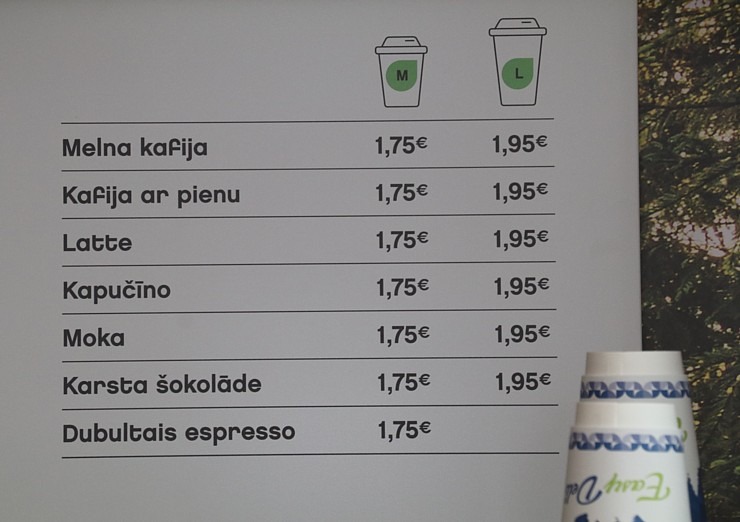 M L
Melna kafija 1,75€ 1,95€
Kafija ar pienu 1,75€ 1,95€
Latte 1,75€ 1,95€
Kapučīno 1,75€ 1,95€
Moka 1,75€ 1,95€
Karsta šokolāde 1,75€ 1,95€
Dubultais espresso 1,75€
Easy